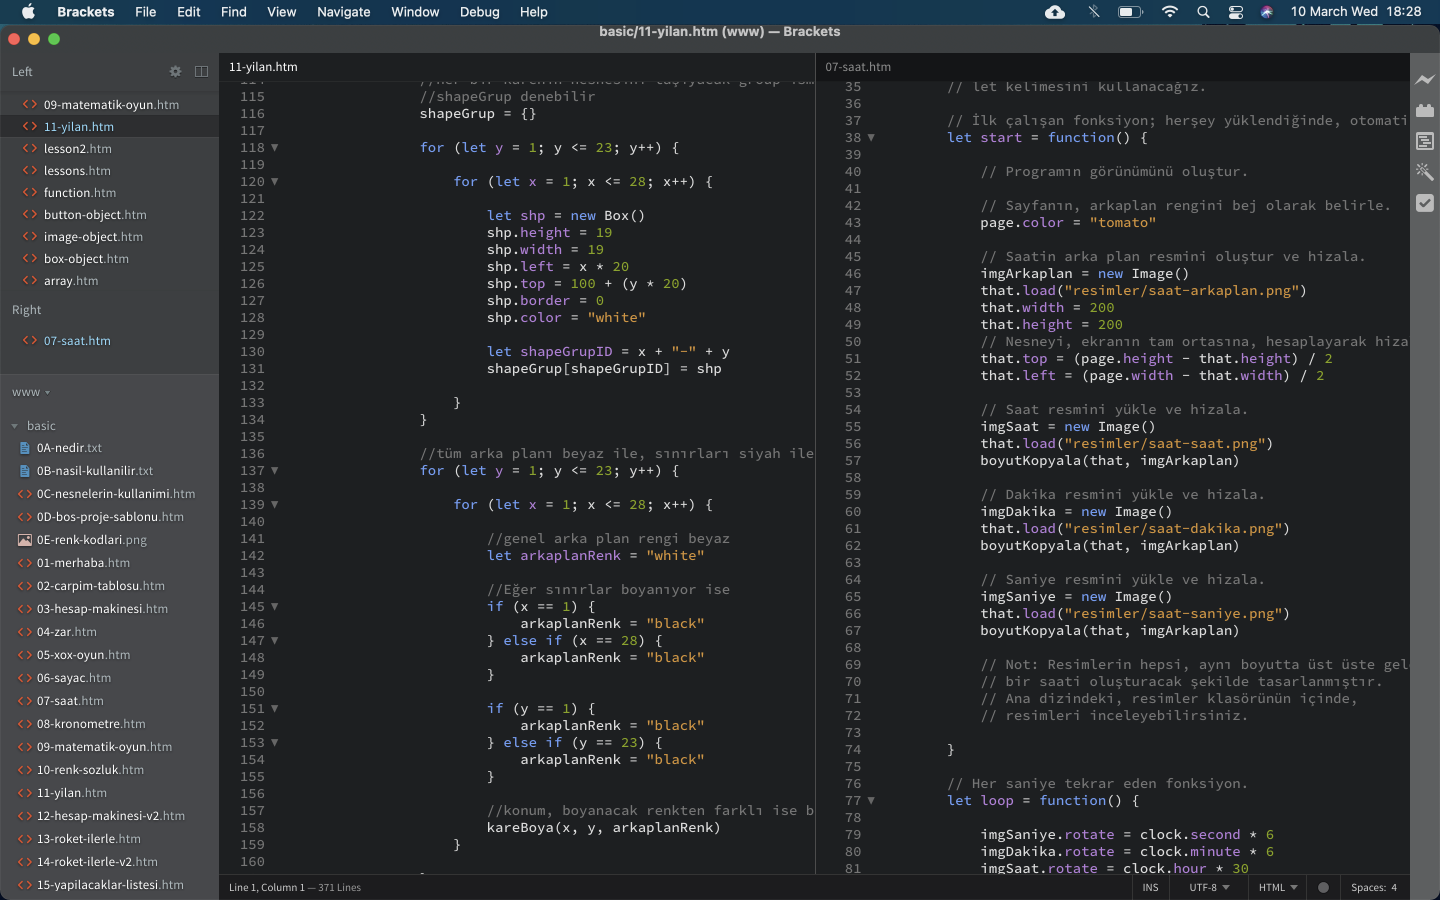 Brackets File Edit Find View Navigate Window Debug Help 10 March Wed 18:28
basic/11-yilan.htm (www) — Brackets
Left
09-matematik-oyun.htm
11-yilan.htm
lesson2.htm
lessons.htm
function.htm
button-object.htm
image-object.htm
box-object.htm
array.htm
Right
07-saat.htm
www
basic
0A-nedir.txt
0B-nasil-kullanilir.txt
0C-nesnelerin-kullanimi.htm
0D-bos-proje-sablonu.htm
0E-renk-kodlari.png
01-merhaba.htm
02-carpim-tablosu.htm
03-hesap-makinesi.htm
04-zar.htm
05-xox-oyun.htm
06-sayac.htm
07-saat.htm
08-kronometre.htm
09-matematik-oyun.htm
10-renk-sozluk.htm
11-yilan.htm
12-hesap-makinesi-v2.htm
13-roket-ilerle.htm
14-roket-ilerle-v2.htm
15-yapilacaklar-listesi.htm
11-yilan.htm
115 //shapeGrup denebilir
116 shapeGrup = {}
117
118 for (let y = 1; y <= 23; y++) {
119
120 for (let x = 1; x <= 28; x++) {
121
122 let shp = new Box()
123 shp.height = 19
124 shp.width = 19
125 shp.left = x * 20
126 shp.top = 100 + (y * 20)
127 shp.border = 0
128 shp.color = "white"
129
130 let shapeGrupID = x + "-" + y
131 shapeGrup[shapeGrupID] = shp
132
133 }
134 }
135
136 //tüm arka planı beyaz ile, sınırları siyah ile
137 for (let y = 1; y <= 23; y++) {
138
139 for (let x = 1; x <= 28; x++) {
140
141 //genel arka plan rengi beyaz
142 let arkaplanRenk = "white"
143
144 //Eğer sınırlar boyanıyor ise
145 if (x == 1) {
146 arkaplanRenk = "black"
147 } else if (x == 28) {
148 arkaplanRenk = "black"
149 }
150
151 if (y == 1) {
152 arkaplanRenk = "black"
153 } else if (y == 23) {
154 arkaplanRenk = "black"
155 }
156
157 //konum, boyanacak renkten farklı ise b
158 kareBoya(x, y, arkaplanRenk)
159 }
160
07-saat.htm
35 // let kelimesini kullanacağız.
36
37 // İlk çalışan fonksiyon; herşey yüklendiğinde, otomati
38 let start = function() {
39
40 // Programın görünümünü oluştur.
41
42 // Sayfanın, arkaplan rengini bej olarak belirle.
43 page.color = "tomato"
44
45 // Saatin arka plan resmini oluştur ve hizala.
46 imgArkaplan = new Image()
47 that.load("resimler/saat-arkaplan.png")
48 that.width = 200
49 that.height = 200
50 // Nesneyi, ekranın tam ortasına, hesaplayarak hiza
51 that.top = (page.height - that.height) / 2
52 that.left = (page.width - that.width) / 2
53
54 // Saat resmini yükle ve hizala.
55 imgSaat = new Image()
56 that.load("resimler/saat-saat.png")
57 boyutKopyala(that, imgArkaplan)
58
59 // Dakika resmini yükle ve hizala.
60 imgDakika = new Image()
61 that.load("resimler/saat-dakika.png")
62 boyutKopyala(that, imgArkaplan)
63
64 // Saniye resmini yükle ve hizala.
65 imgSaniye = new Image()
66 that.load("resimler/saat-saniye.png")
67 boyutKopyala(that, imgArkaplan)
68
69 // Not: Resimlerin hepsi, aynı boyutta üst üste gel
70 // bir saati oluşturacak şekilde tasarlanmıştır.
71 // Ana dizindeki, resimler klasörünün içinde,
72 // resimleri inceleyebilirsiniz.
73
74 }
75
76 // Her saniye tekrar eden fonksiyon.
77 let loop = function() {
78
79 imgSaniye.rotate = clock.second * 6
80 imgDakika.rotate = clock.minute * 6
81 imgSaat.rotate = clock.hour * 30
Line 1, Column 1 — 371 Lines INS UTF-8 HTML Spaces: 4